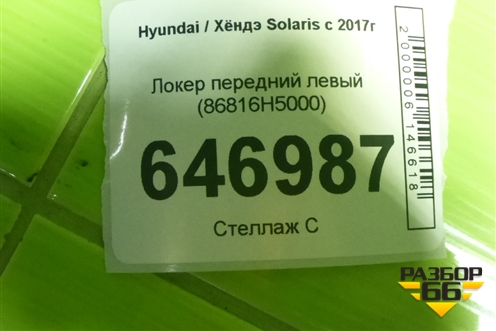 Hyundai / Хёндэ Solaris с 2017г
Локер передний левый
(86816H5000)
646987
Стеллаж С
2000006146618
РАЗБОР
66